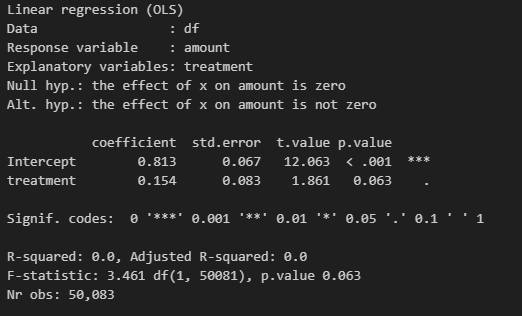 Linear regression (OLS)
Data                 : df
Response variable    : amount
Explanatory variables: treatment
Null hyp.: the effect of x on amount is zero
Alt. hyp.: the effect of x on amount is not zero

           coefficient  std.error  t.value p.value
Intercept        0.813      0.067   12.063  < .001  ***
treatment        0.154      0.083    1.861   0.063    .

Signif. codes:  0 '***' 0.001 '**' 0.01 '*' 0.05 '.' 0.1 ' ' 1

R-squared: 0.0, Adjusted R-squared: 0.0
F-statistic: 3.461 df(1, 50081), p.value 0.063
Nr obs: 50,083